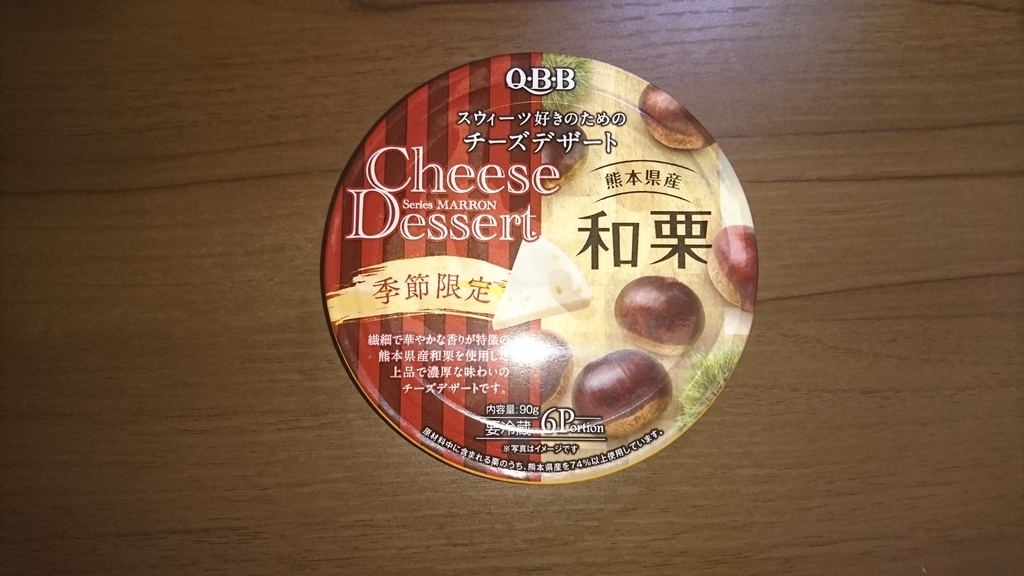 Q・B・B
スウィーツ好きのための
チーズデザート
Cheese
Series MARRON
Dessert
熊本県産
和栗
季節限定
繊細で華やかな香りが特徴の
熊本県産和栗を使用した
上品で濃厚な味わいの
チーズデザートです。
内容量:90g
要冷蔵
6Portion
※写真はイメージです
原材料中に含まれる栗のうち、熊本県産を74%以上使用しています。